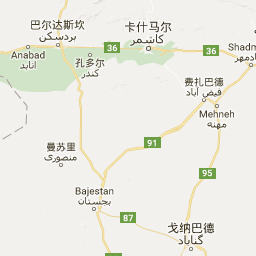 巴尔达斯坎
بردسکن
卡什马尔
کاشمر
36
36
Shadm
دمهر
Anabad
انابد
孔多尔
کندر
费扎巴德
فیض آباد
Mehneh
مهنه
91
曼苏里
منصوری
95
Bajestan
بجستان
87
戈纳巴德
گناباد